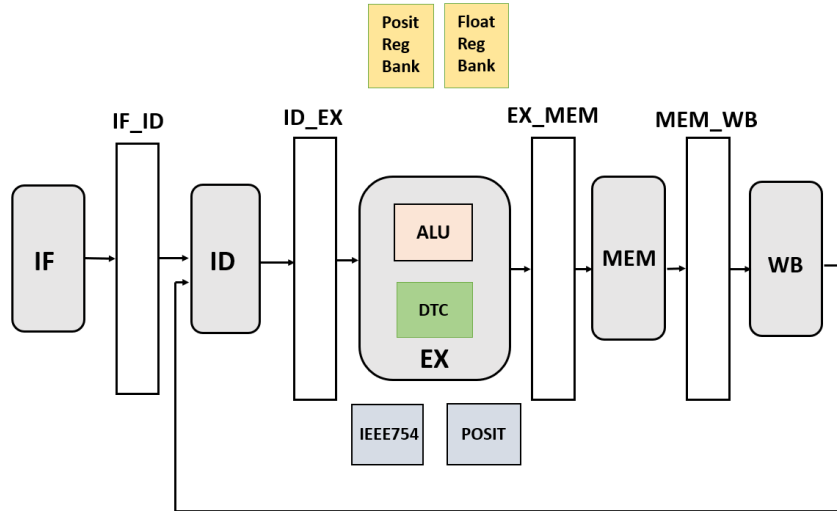 Posit
Reg
Bank
Float
Reg
Bank
IF_ID
ID_EX
EX_MEM
MEM_WB
IF
ID
ALU
DTC
EX
MEM
WB
IEEE754
POSIT